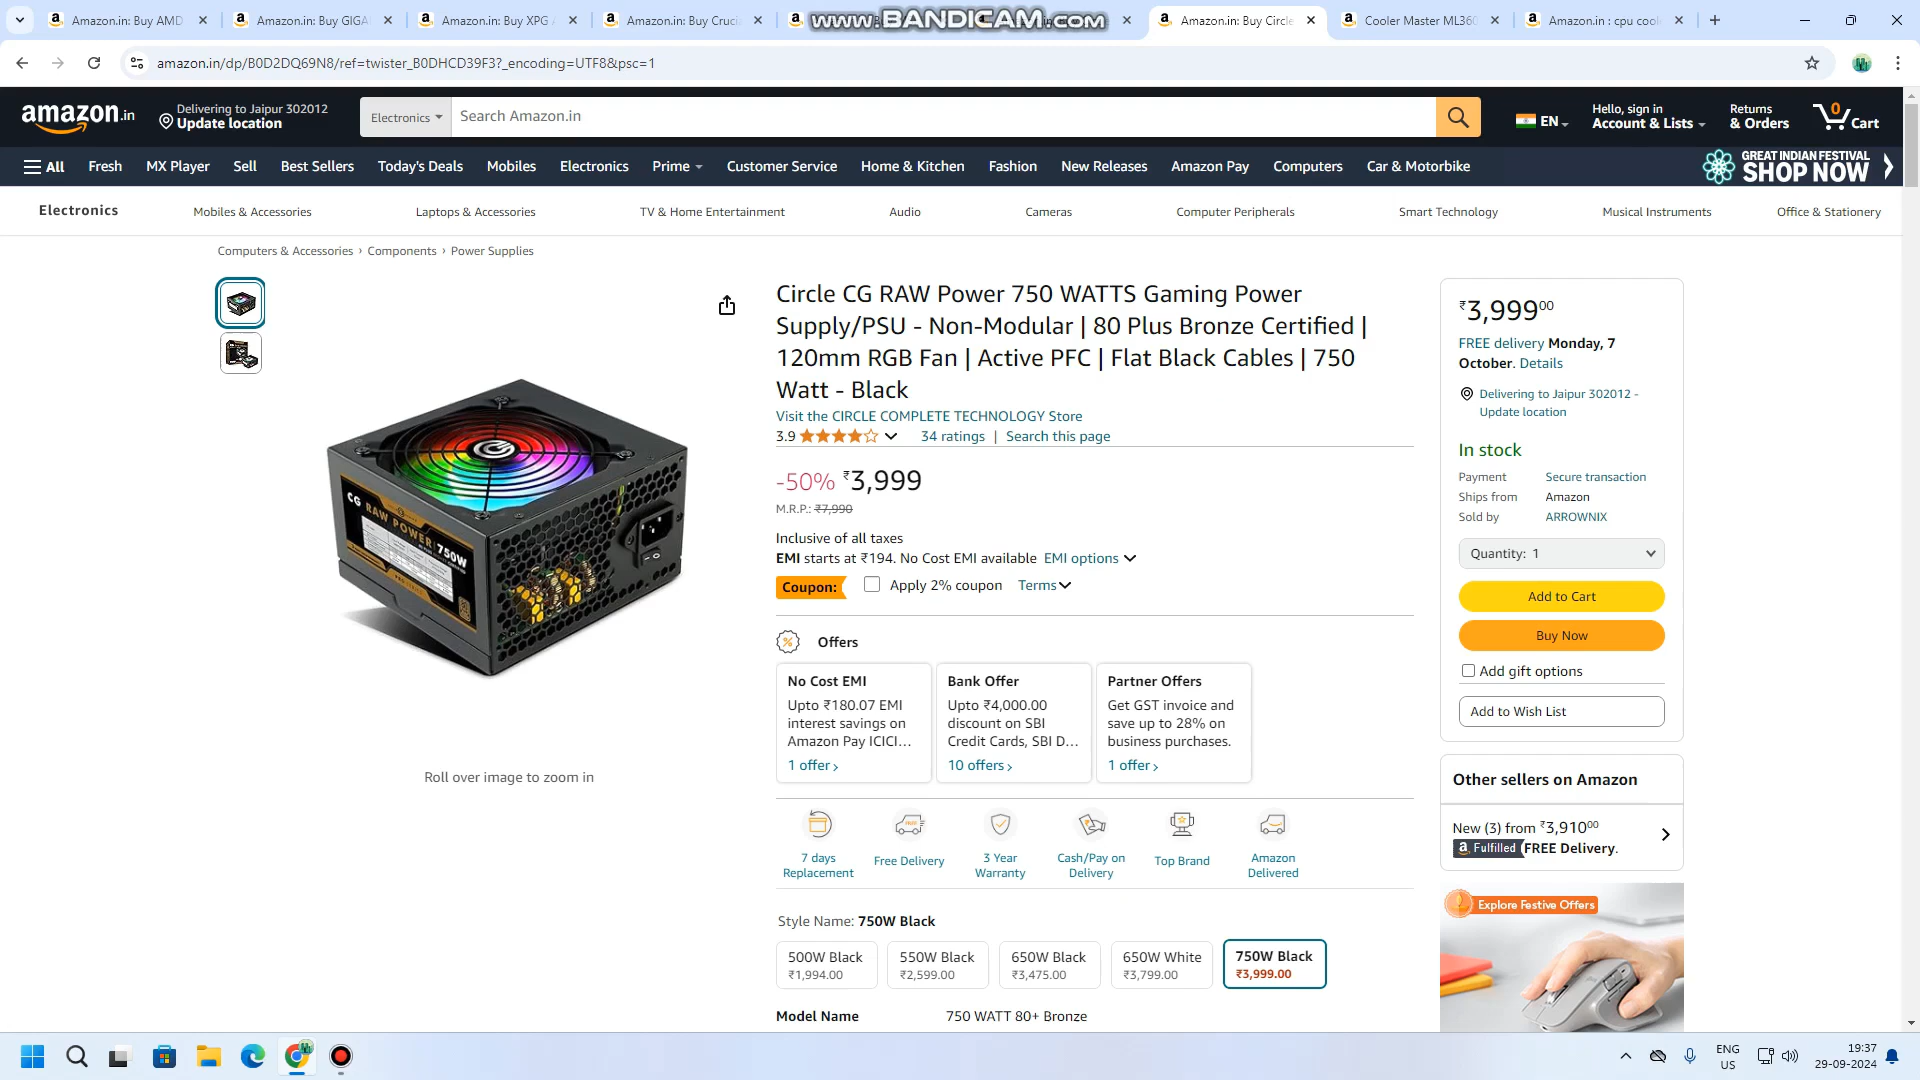 Amazon.in: Buy AMD
Amazon.in: Buy GIGA
Amazon.in: Buy XPG
Amazon.in: Buy Cruci
www.BANDICAM.com
Amazon.in: Buy Circle
Cooler Master ML360
Amazon.in : cpu cool
amazon.in/dp/B0D2DQ69N8/ref=twister_B0DHCD39F3?_encoding=UTF8&psc=1
amazon.in
Delivering to Jaipur 302012
Update location
Electronics
Search Amazon.in
EN
Hello, sign in
Account & Lists
Returns
& Orders
0
Cart
All
Fresh
MX Player
Sell
Best Sellers
Today's Deals
Mobiles
Electronics
Prime
Customer Service
Home & Kitchen
Fashion
New Releases
Amazon Pay
Computers
Car & Motorbike
GREAT INDIAN FESTIVAL
SHOP NOW
Electronics
Mobiles & Accessories
Laptops & Accessories
TV & Home Entertainment
Audio
Cameras
Computer Peripherals
Smart Technology
Musical Instruments
Office & Stationery
Computers & Accessories › Components › Power Supplies
CG RAW POWER 750W
Roll over image to zoom in
Circle CG RAW Power 750 WATTS Gaming Power
Supply/PSU - Non-Modular | 80 Plus Bronze Certified |
120mm RGB Fan | Active PFC | Flat Black Cables | 750
Watt - Black
Visit the CIRCLE COMPLETE TECHNOLOGY Store
3.9
34 ratings | Search this page
-50% ₹3,999
M.R.P.: ₹7,990
Inclusive of all taxes
EMI starts at ₹194. No Cost EMI available EMI options
Coupon: Apply 2% coupon Terms
Offers
No Cost EMI
Upto ₹180.07 EMI
interest savings on
Amazon Pay ICICI…
1 offer ›
Bank Offer
Upto ₹4,000.00
discount on SBI
Credit Cards, SBI D…
10 offers ›
Partner Offers
Get GST invoice and
save up to 28% on
business purchases.
1 offer ›
7 days
Replacement
Free Delivery
3 Year
Warranty
Cash/Pay on
Delivery
Top Brand
Amazon
Delivered
Style Name: 750W Black
500W Black
₹1,994.00
550W Black
₹2,599.00
650W Black
₹3,475.00
650W White
₹3,799.00
750W Black
₹3,999.00
Model Name 750 WATT 80+ Bronze
₹3,99900
FREE delivery Monday, 7
October. Details
Delivering to Jaipur 302012 -
Update location
In stock
Payment Secure transaction
Ships from Amazon
Sold by ARROWNIX
Quantity: 1
Add to Cart
Buy Now
Add gift options
Add to Wish List
Other sellers on Amazon
New (3) from ₹3,91000
a Fulfilled FREE Delivery.
Explore Festive Offers
ENG
US
19:37
29-09-2024